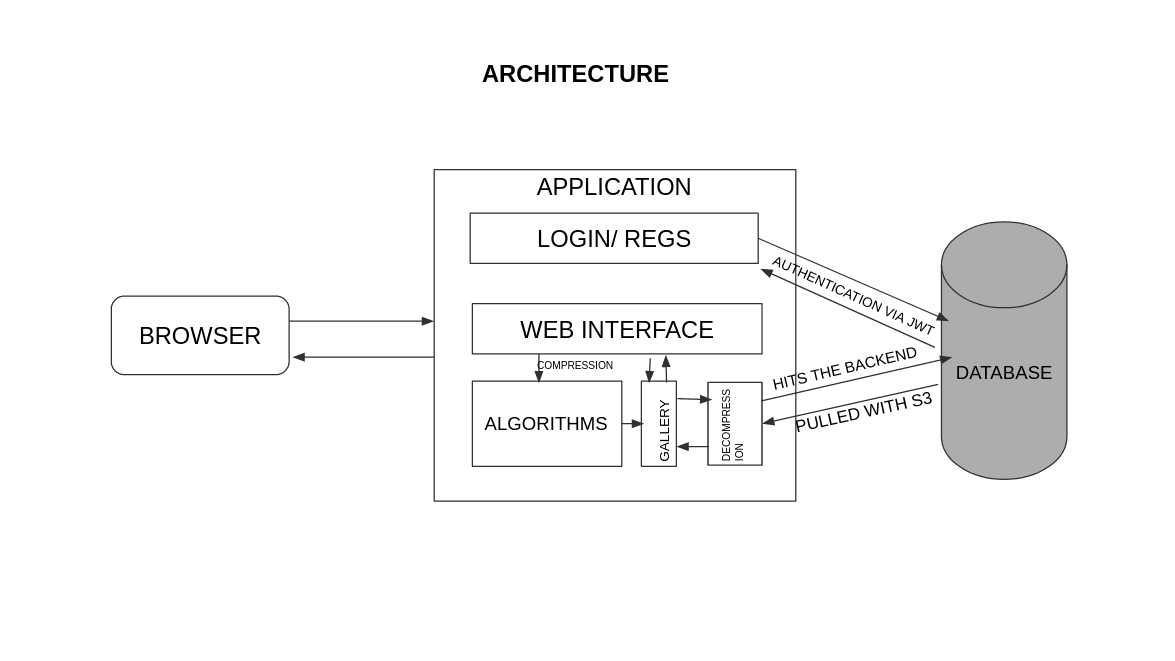 ARCHITECTURE
APPLICATION
LOGIN/ REGS
AUTHENTICATION VIA JWT
BROWSER
WEB INTERFACE
COMPRESSION
HITS THE BACKEND
DATABASE
ALGORITHMS
GALLERY
DECOMPRESS
ION
PULLED WITH S3